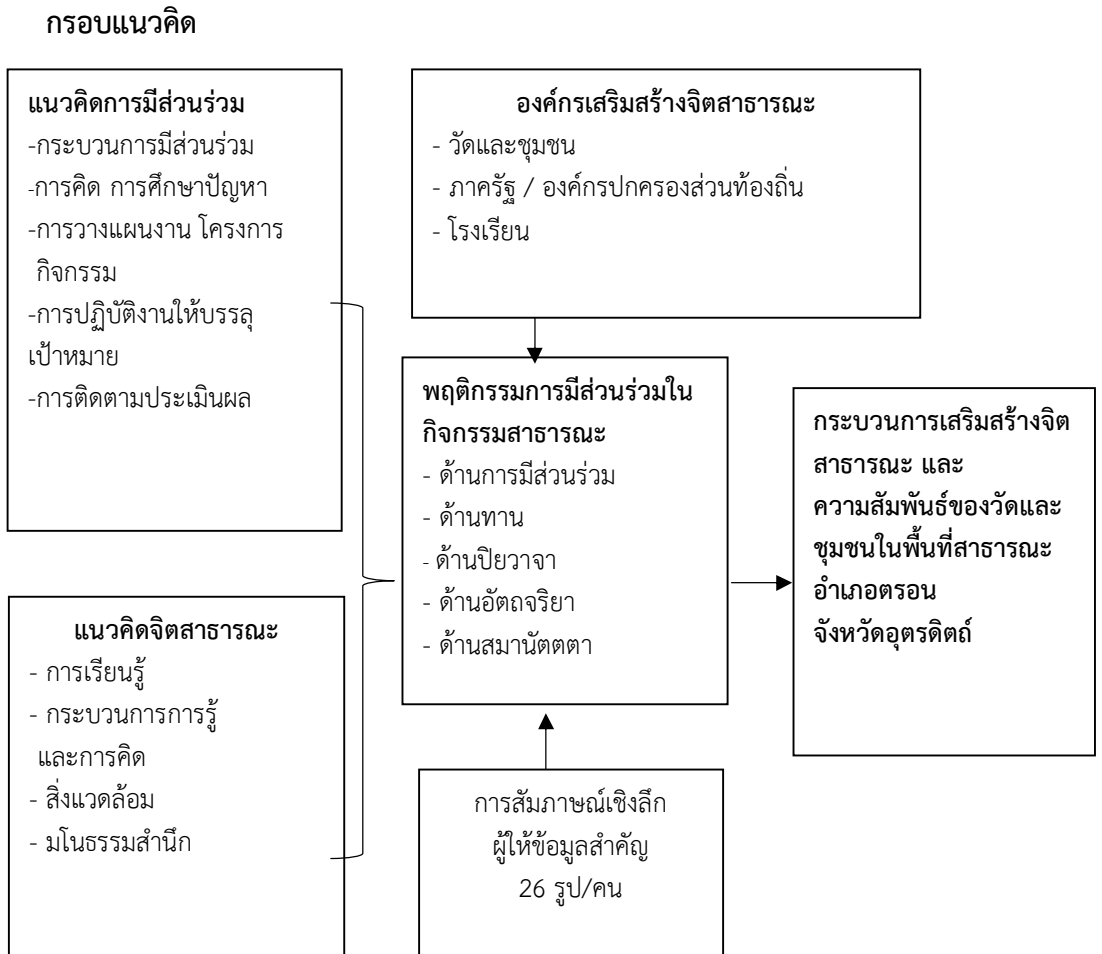 กรอบแนวคิด
แนวคิดการมีส่วนร่วม
-กระบวนการมีส่วนร่วม
-การคิด การศึกษาปัญหา
-การวางแผนงาน โครงการ
กิจกรรม
-การปฏิบัติงานให้บรรลุ
เป้าหมาย
-การติดตามประเมินผล
องค์กรเสริมสร้างจิตสาธารณะ
- วัดและชุมชน
- ภาครัฐ / องค์กรปกครองส่วนท้องถิ่น
- โรงเรียน
แนวคิดจิตสาธารณะ
- การเรียนรู้
- กระบวนการการรู้
และการคิด
- สิ่งแวดล้อม
- มโนธรรมสำนึก
พฤติกรรมการมีส่วนร่วมใน
กิจกรรมสาธารณะ
- ด้านการมีส่วนร่วม
- ด้านทาน
- ด้านปิยวาจา
- ด้านอัตถจริยา
- ด้านสมานัตตตา
การสัมภาษณ์เชิงลึก
ผู้ให้ข้อมูลสำคัญ
26 รูป/คน
กระบวนการเสริมสร้างจิต
สาธารณะ และ
ความสัมพันธ์ของวัดและ
ชุมชนในพื้นที่สาธารณะ
อำเภอตรอน
จังหวัดอุตรดิตถ์